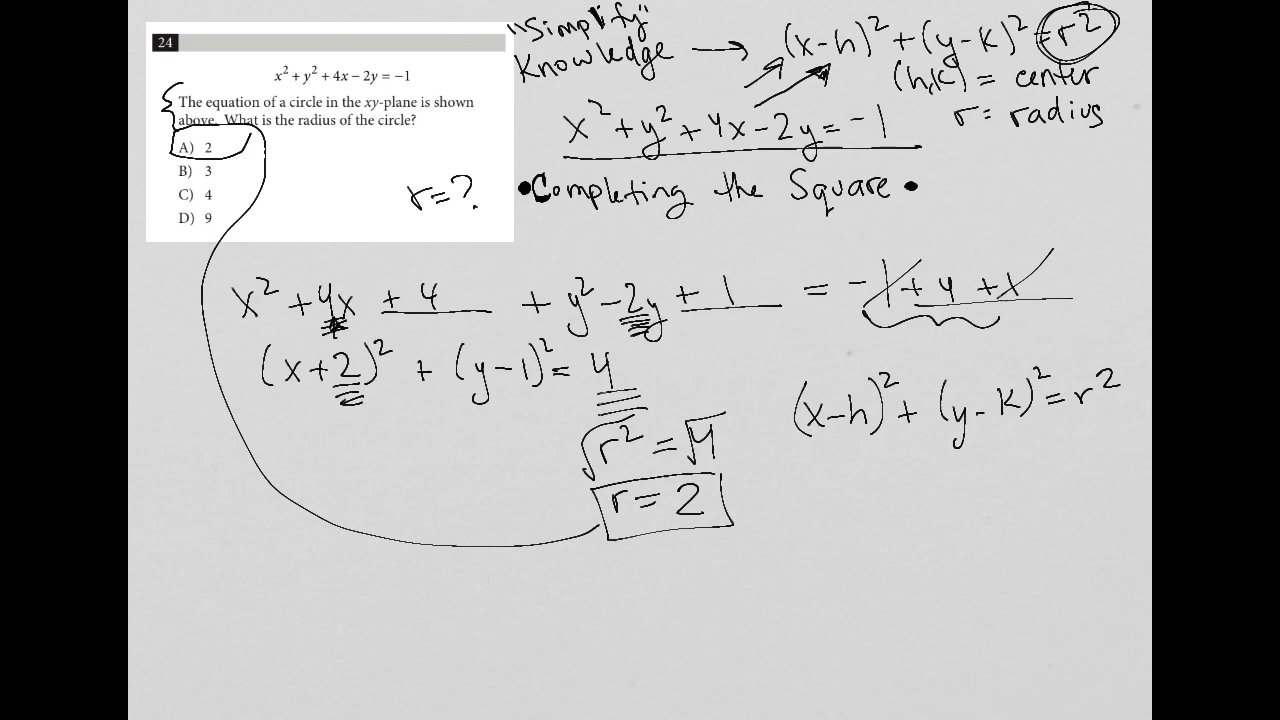 24
x² + y² + 4x − 2y = −1
The equation of a circle in the xy-plane is shown
above. What is the radius of the circle?
A) 2
B) 3
C) 4
D) 9
r=?
"Simplify"
Knowledge → (x-h)² + (y-k)² = r²
(h,k) = center
r = radius
x² + y² + 4x - 2y = -1
•Completing the Square•
x² + 4x + 4 + y² - 2y + 1 = -1 + 4 + 1
(x+2)² + (y-1)² = 4
(x-h)² + (y-k)² = r²
√r² = √4
r = 2